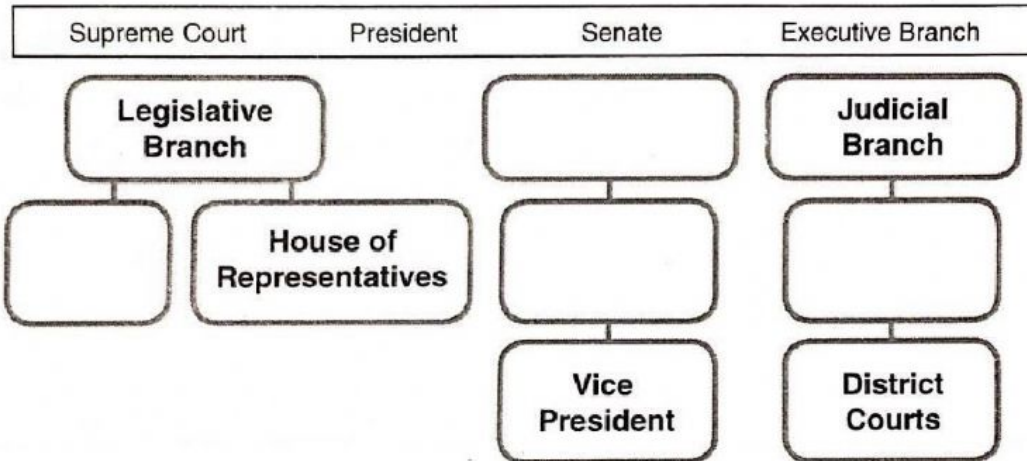 Supreme Court President Senate Executive Branch
Legislative
Branch
Judicial
Branch
House of
Representatives
Vice
President
District
Courts